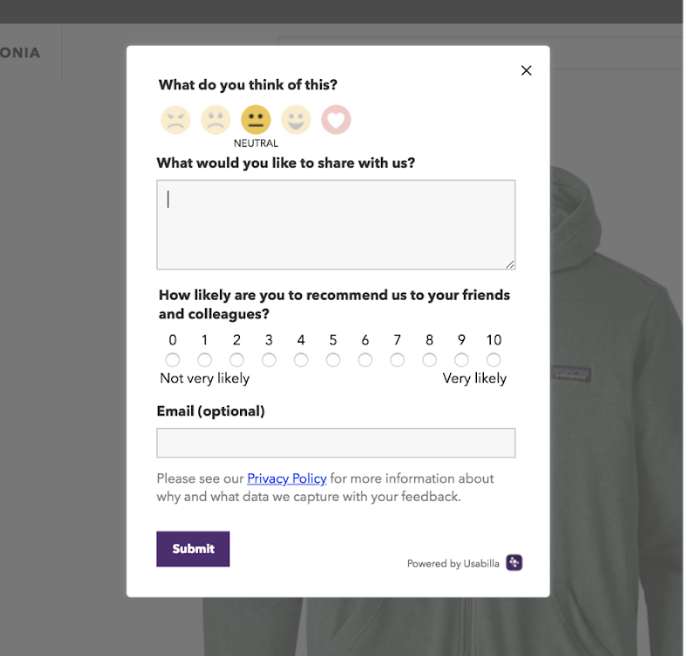 ONIA
What do you think of this?
NEUTRAL
What would you like to share with us?
How likely are you to recommend us to your friends
and colleagues?
0 1 2 3 4 5 6 7 8 9 10
Not very likely Very likely
Email (optional)
Please see our Privacy Policy for more information about
why and what data we capture with your feedback.
Submit
Powered by Usabilla